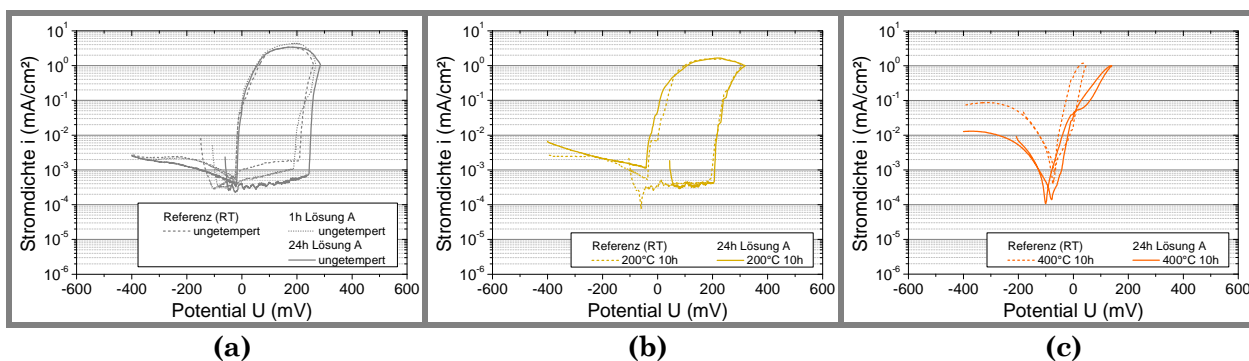 10¹
10⁰
10⁻¹
10⁻²
10⁻³
10⁻⁴
10⁻⁵
10⁻⁶
Stromdichte i (mA/cm²)
Referenz (RT) 1h Lösung A
ungetempert ungetempert
24h Lösung A
ungetempert
-600 -400 -200 0 200 400 600
Potential U (mV)
(a)
10¹
10⁰
10⁻¹
10⁻²
10⁻³
10⁻⁴
10⁻⁵
10⁻⁶
Stromdichte i (mA/cm²)
Referenz (RT) 24h Lösung A
200°C 10h 200°C 10h
-600 -400 -200 0 200 400 600
Potential U (mV)
(b)
10¹
10⁰
10⁻¹
10⁻²
10⁻³
10⁻⁴
10⁻⁵
10⁻⁶
Stromdichte i (mA/cm²)
Referenz (RT) 24h Lösung A
400°C 10h 400°C 10h
-600 -400 -200 0 200 400 600
Potential U (mV)
(c)